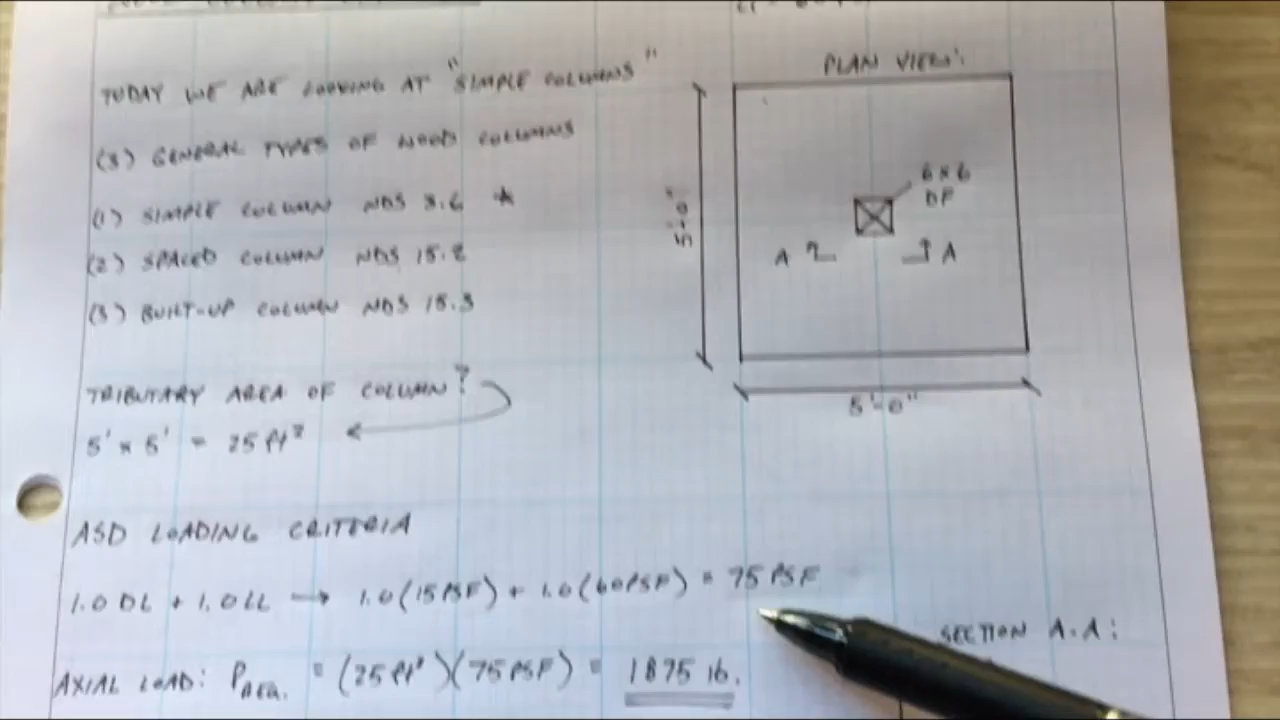 TODAY WE ARE LOOKING AT "SIMPLE COLUMNS"
(3) GENERAL TYPES OF WOOD COLUMNS
(1) SIMPLE COLUMN NDS 3.6 *
(2) SPACED COLUMN NDS 15.2
(3) BUILT-UP COLUMN NDS 15.3
TRIBUTARY AREA OF COLUMN?
5' x 5' = 25 ft²
ASD LOADING CRITERIA
1.0 DL + 1.0 LL → 1.0 (15 PSF) + 1.0 (60 PSF) = 75 PSF
AXIAL LOAD: P REQ. = (25 ft²)(75 PSF) = 1875 lb.
PLAN VIEW:
6x6
DF
5'-0"
A
A
5'-0"
SECTION A-A: